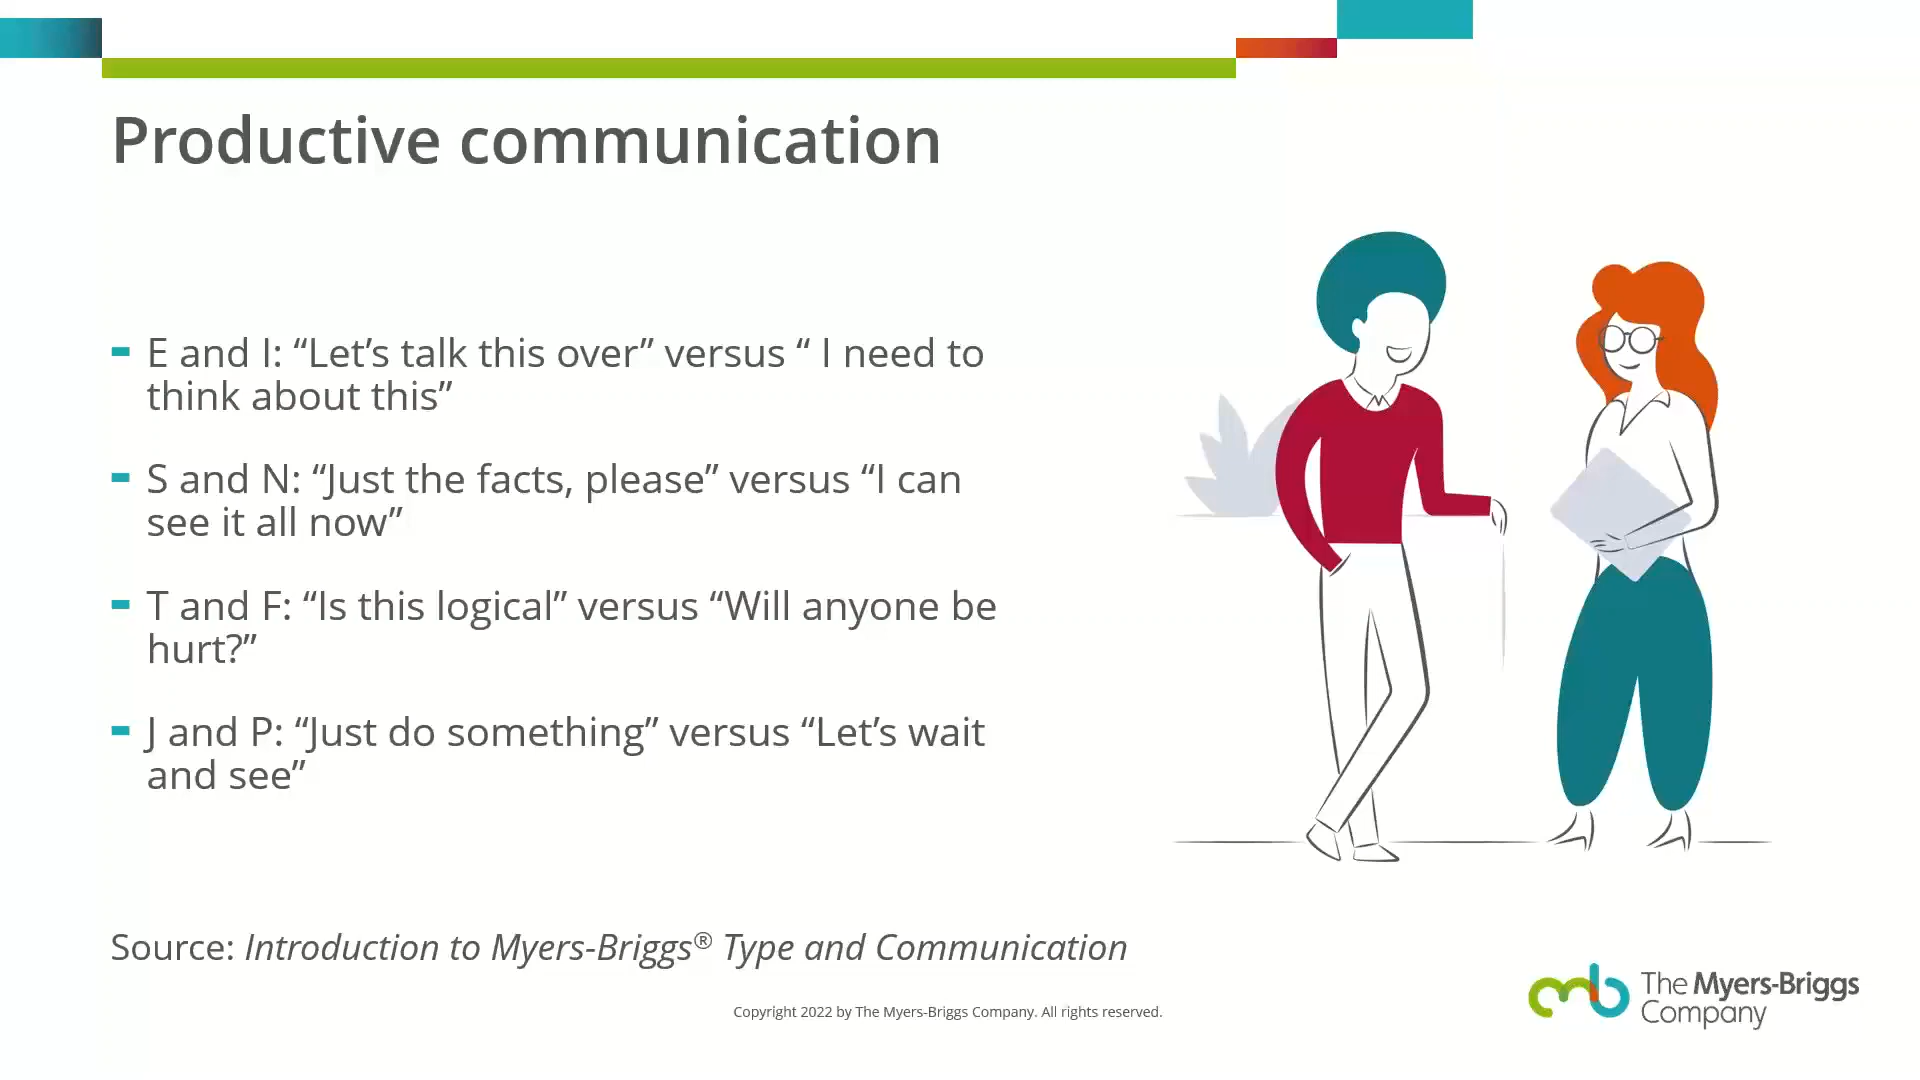 Productive communication
E and I: “Let’s talk this over” versus “ I need to
think about this”
S and N: “Just the facts, please” versus “I can
see it all now”
T and F: “Is this logical” versus “Will anyone be
hurt?”
J and P: “Just do something” versus “Let’s wait
and see”
Source: Introduction to Myers-Briggs® Type and Communication
Copyright 2022 by The Myers-Briggs Company. All rights reserved.
The Myers-Briggs
Company